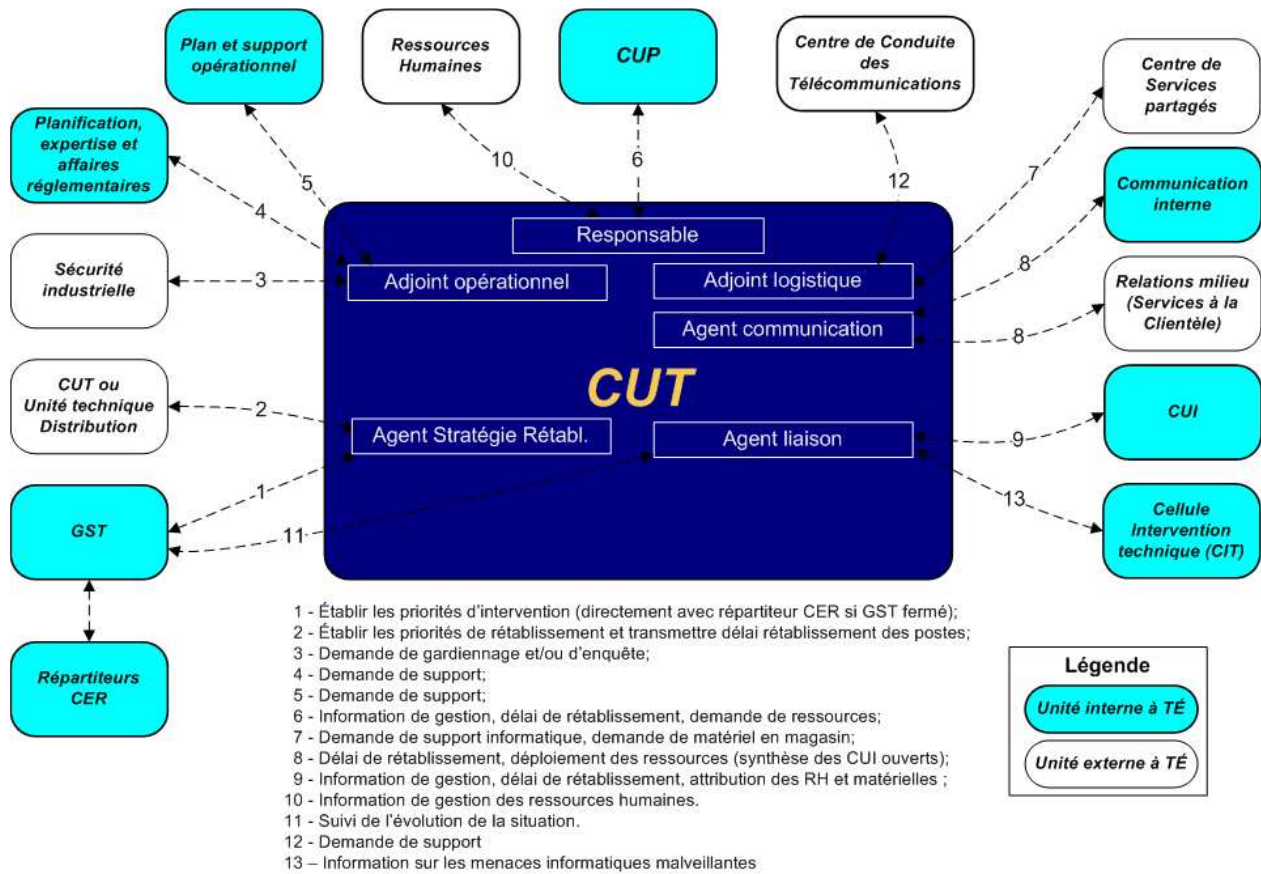 Plan et support
opérationnel
Ressources
Humaines
CUP
Centre de Conduite
des
Télécommunications
Centre de
Services
partagés
Planification,
expertise et
affaires
réglementaires
Communication
interne
10
6
12
7
5
4
8
Responsable
Sécurité
industrielle
3
Adjoint opérationnel
Adjoint logistique
Agent communication
8
Relations milieu
(Services à la
Clientèle)
CUT ou
Unité technique
Distribution
2
CUT
Agent Stratégie Rétabl.
Agent liaison
9
CUI
1
11
13
GST
Cellule
Intervention
technique (CIT)
Répartiteurs
CER
1 - Établir les priorités d'intervention (directement avec répartiteur CER si GST fermé);
2 - Établir les priorités de rétablissement et transmettre délai rétablissement des postes;
3 - Demande de gardiennage et/ou d'enquête;
4 - Demande de support;
5 - Demande de support;
6 - Information de gestion, délai de rétablissement, demande de ressources;
7 - Demande de support informatique, demande de matériel en magasin;
8 - Délai de rétablissement, déploiement des ressources (synthèse des CUI ouverts);
9 - Information de gestion, délai de rétablissement, attribution des RH et matérielles ;
10 - Information de gestion des ressources humaines.
11 - Suivi de l'évolution de la situation.
12 - Demande de support
13 – Information sur les menaces informatiques malveillantes
Légende
Unité interne à TÉ
Unité externe à TÉ